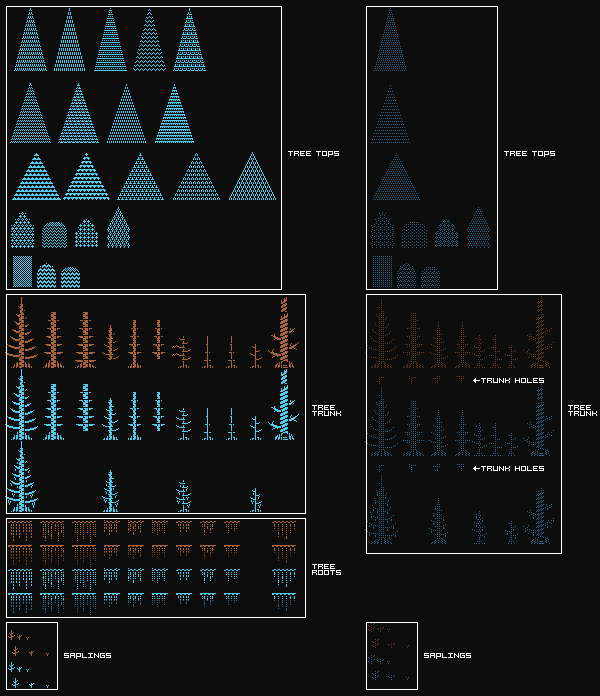 TREE TOPS
TREE TOPS
←TRUNK HOLES
TREE
TRUNK
TREE
TRUNK
←TRUNK HOLES
TREE
ROOTS
SAPLINGS
SAPLINGS